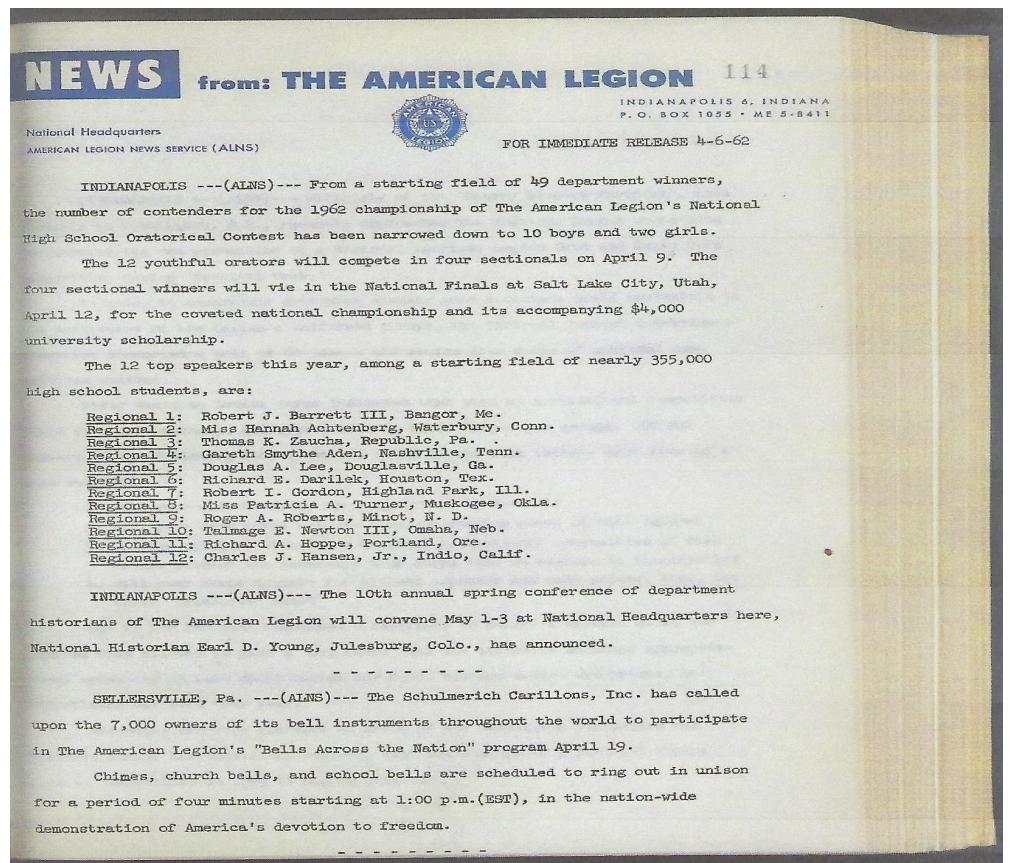 NEWS from: THE AMERICAN LEGION 114
INDIANAPOLIS 6, INDIANA
P. O. BOX 1055 • ME 5-8411
AMERICAN
US
LEGION
National Headquarters
AMERICAN LEGION NEWS SERVICE (ALNS)
FOR IMMEDIATE RELEASE 4-6-62
INDIANAPOLIS ---(ALNS)--- From a starting field of 49 department winners,
the number of contenders for the 1962 championship of The American Legion's National
High School Oratorical Contest has been narrowed down to 10 boys and two girls.
The 12 youthful orators will compete in four sectionals on April 9. The
four sectional winners will vie in the National Finals at Salt Lake City, Utah,
April 12, for the coveted national championship and its accompanying $4,000
university scholarship.
The 12 top speakers this year, among a starting field of nearly 355,000
high school students, are:
Regional 1: Robert J. Barrett III, Bangor, Me.
Regional 2: Miss Hannah Achtenberg, Waterbury, Conn.
Regional 3: Thomas K. Zaucha, Republic, Pa. .
Regional 4: Gareth Smythe Aden, Nashville, Tenn.
Regional 5: Douglas A. Lee, Douglasville, Ga.
Regional 6: Richard E. Darilek, Houston, Tex.
Regional 7: Robert I. Gordon, Highland Park, Ill.
Regional 8: Miss Patricia A. Turner, Muskogee, Okla.
Regional 9: Roger A. Roberts, Minot, N. D.
Regional 10: Talmage E. Newton III, Omaha, Neb.
Regional 11: Richard A. Hoppe, Portland, Ore.
Regional 12: Charles J. Hansen, Jr., Indio, Calif.
INDIANAPOLIS ---(ALNS)--- The 10th annual spring conference of department
historians of The American Legion will convene May 1-3 at National Headquarters here,
National Historian Earl D. Young, Julesburg, Colo., has announced.
- - - - - - - - -
SELLERSVILLE, Pa. ---(ALNS)--- The Schulmerich Carillons, Inc. has called
upon the 7,000 owners of its bell instruments throughout the world to participate
in The American Legion's "Bells Across the Nation" program April 19.
Chimes, church bells, and school bells are scheduled to ring out in unison
for a period of four minutes starting at 1:00 p.m.(EST), in the nation-wide
demonstration of America's devotion to freedom.
- - - - - - - - -